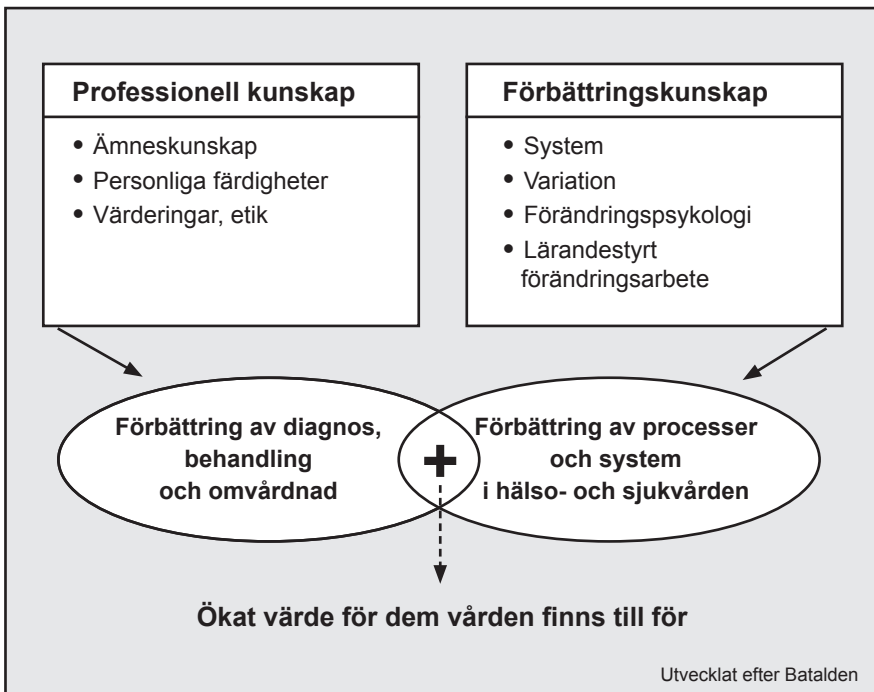 Professionell kunskap
• Ämneskunskap
• Personliga färdigheter
• Värderingar, etik
Förbättringskunskap
• System
• Variation
• Förändringspsykologi
• Lärandestyrt
förändringsarbete
Förbättring av diagnos,
behandling
och omvårdnad
+
Förbättring av processer
och system
i hälso- och sjukvården
Ökat värde för dem vården finns till för
Utvecklat efter Batalden